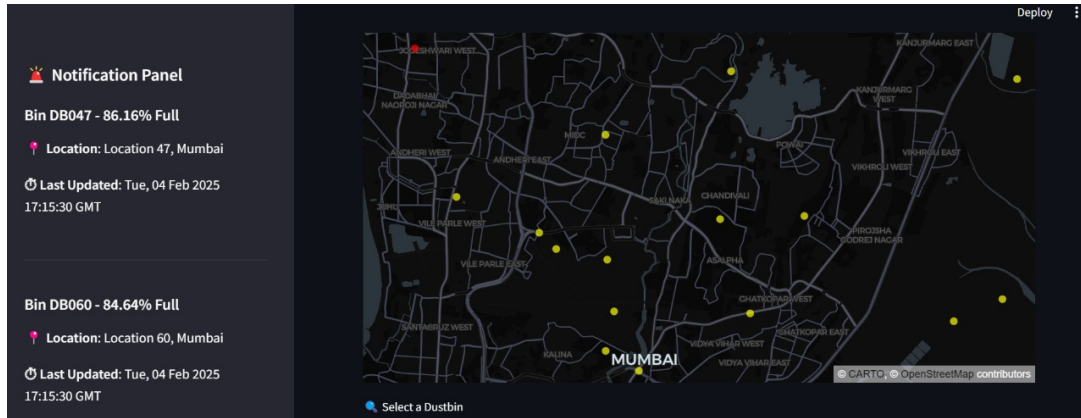 Deploy
Notification Panel
Bin DB047 - 86.16% Full
Location: Location 47, Mumbai
Last Updated: Tue, 04 Feb 2025
17:15:30 GMT
Bin DB060 - 84.64% Full
Location: Location 60, Mumbai
Last Updated: Tue, 04 Feb 2025
17:15:30 GMT
JOGESHWARI WEST
KANJURMARG EAST
DADABHAI
NAOROJI NAGAR
KANJURMARG
WEST
MIDC
POWAI
ANDHERI WEST
ANDHERI EAST
VIKHROLI EAST
VIKHROLI WEST
SAKI NAKA
CHANDIVALI
JUHU
VILE PARLE WEST
PIROJSHA
GODREJ NAGAR
VILE PARLE EAST
ASALPHA
GHATKOPAR WEST
SANTACRUZ WEST
GHATKOPAR EAST
VIDYA VIHAR WEST
KALINA
MUMBAI
VIDYA VIHAR EAST
© CARTO, © OpenStreetMap contributors
Select a Dustbin